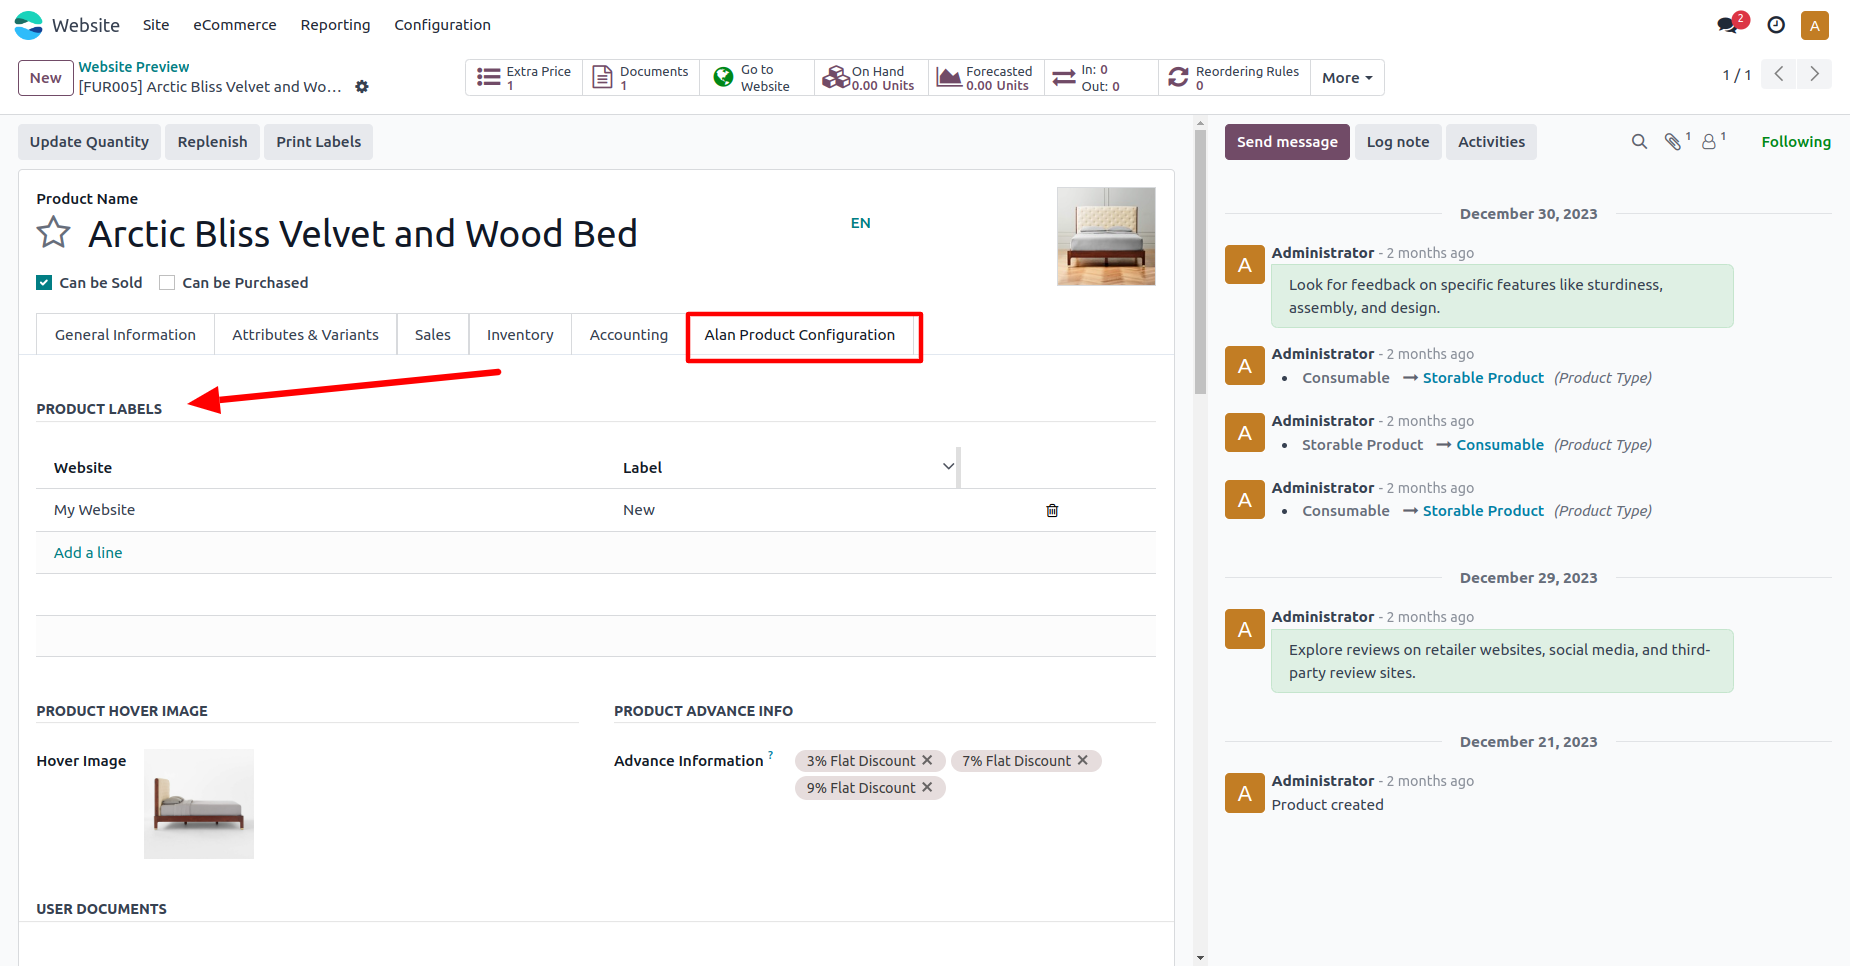 Website Site eCommerce Reporting Configuration 2 A
New Website Preview
[FUR005] Arctic Bliss Velvet and Wo...
Extra Price 1
Documents 1
Go to Website
On Hand 0.00 Units
Forecasted 0.00 Units
In: 0
Out: 0
Reordering Rules 0
More
1 / 1
Update Quantity Replenish Print Labels
Product Name
Arctic Bliss Velvet and Wood Bed EN
Can be Sold Can be Purchased
General Information Attributes & Variants Sales Inventory Accounting Alan Product Configuration
PRODUCT LABELS
Website Label
My Website New
Add a line
PRODUCT HOVER IMAGE
Hover Image
PRODUCT ADVANCE INFO
Advance Information ? 3% Flat Discount 7% Flat Discount
9% Flat Discount
USER DOCUMENTS
Send message Log note Activities 1 1 Following
December 30, 2023
A Administrator - 2 months ago
Look for feedback on specific features like sturdiness,
assembly, and design.
A Administrator - 2 months ago
• Consumable → Storable Product (Product Type)
A Administrator - 2 months ago
• Storable Product → Consumable (Product Type)
A Administrator - 2 months ago
• Consumable → Storable Product (Product Type)
December 29, 2023
A Administrator - 2 months ago
Explore reviews on retailer websites, social media, and third-
party review sites.
December 21, 2023
A Administrator - 2 months ago
Product created